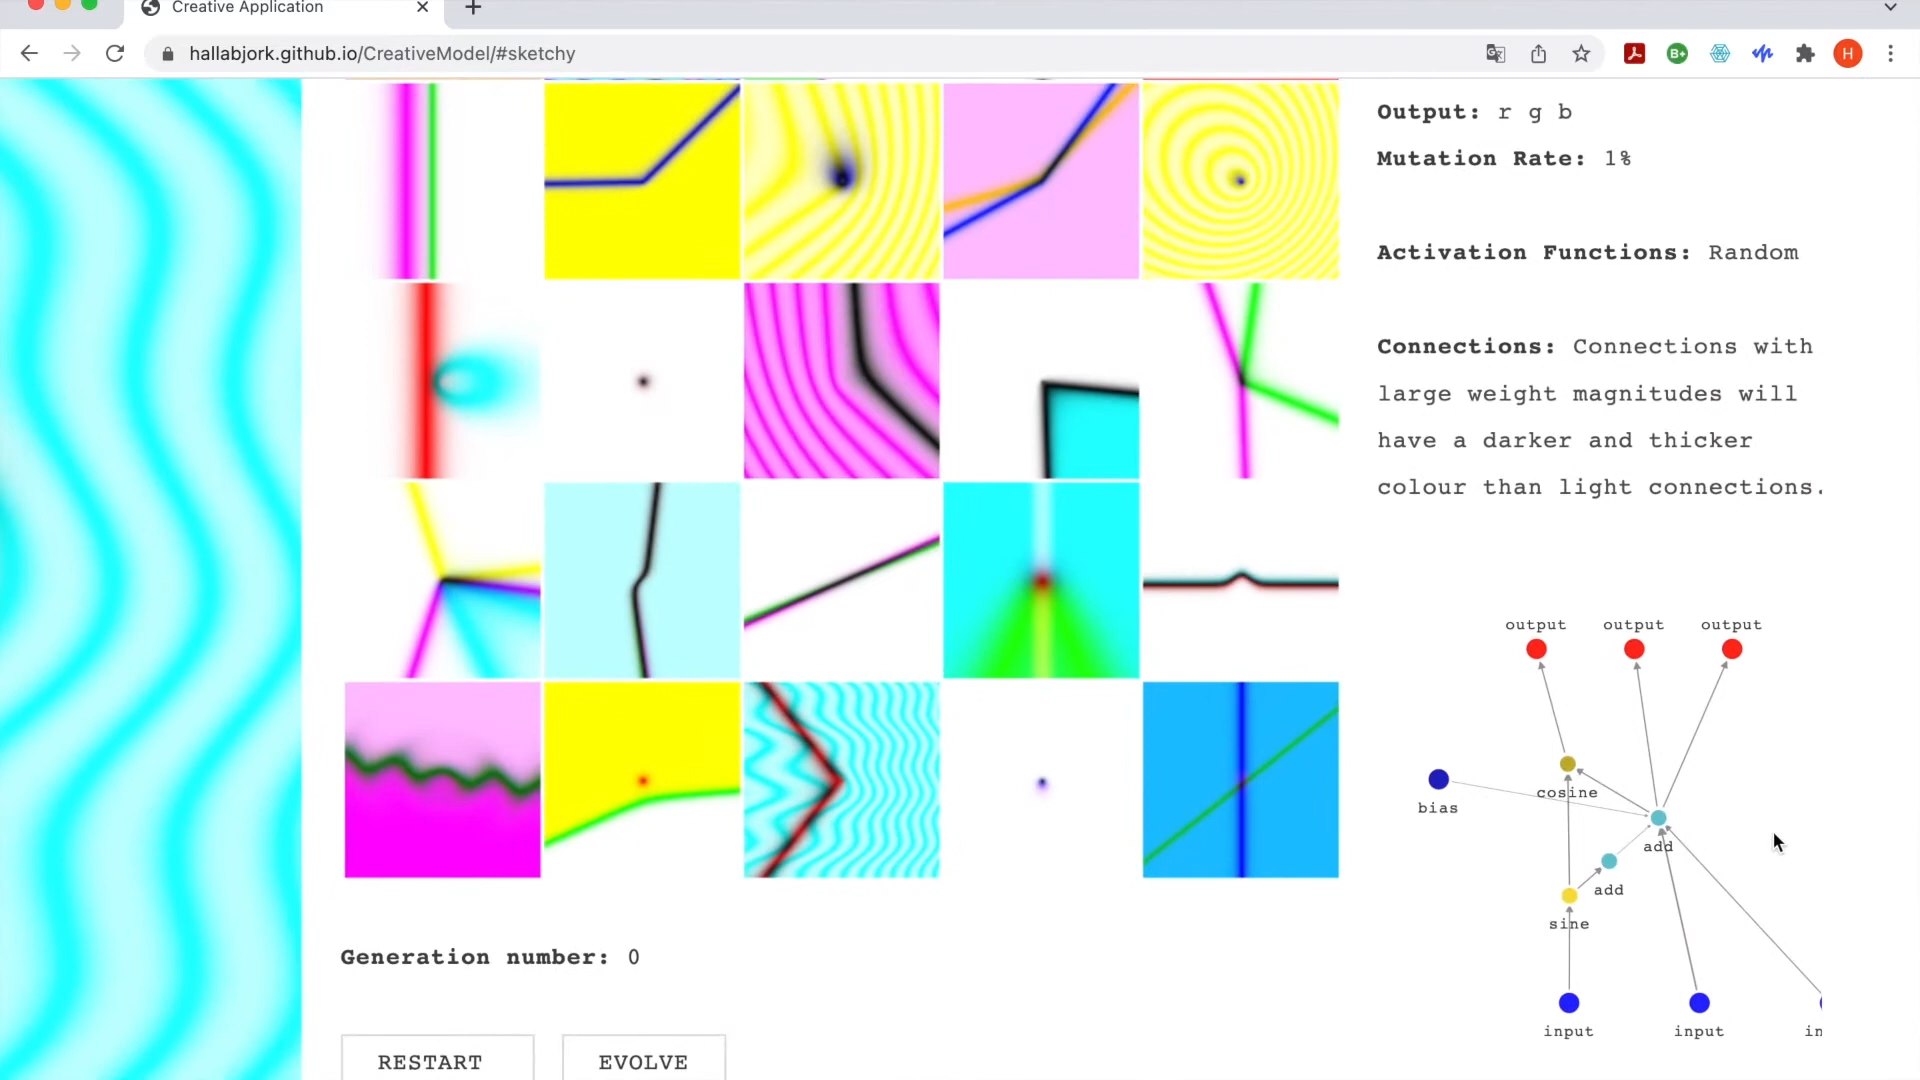 Creative Application
hallabjork.github.io/CreativeModel/#sketchy
B+
H
Output: r g b
Mutation Rate: 1%
Activation Functions: Random
Connections: Connections with
large weight magnitudes will
have a darker and thicker
colour than light connections.
output output output
cosine
bias
add
add
sine
input input in
Generation number: 0
RESTART EVOLVE